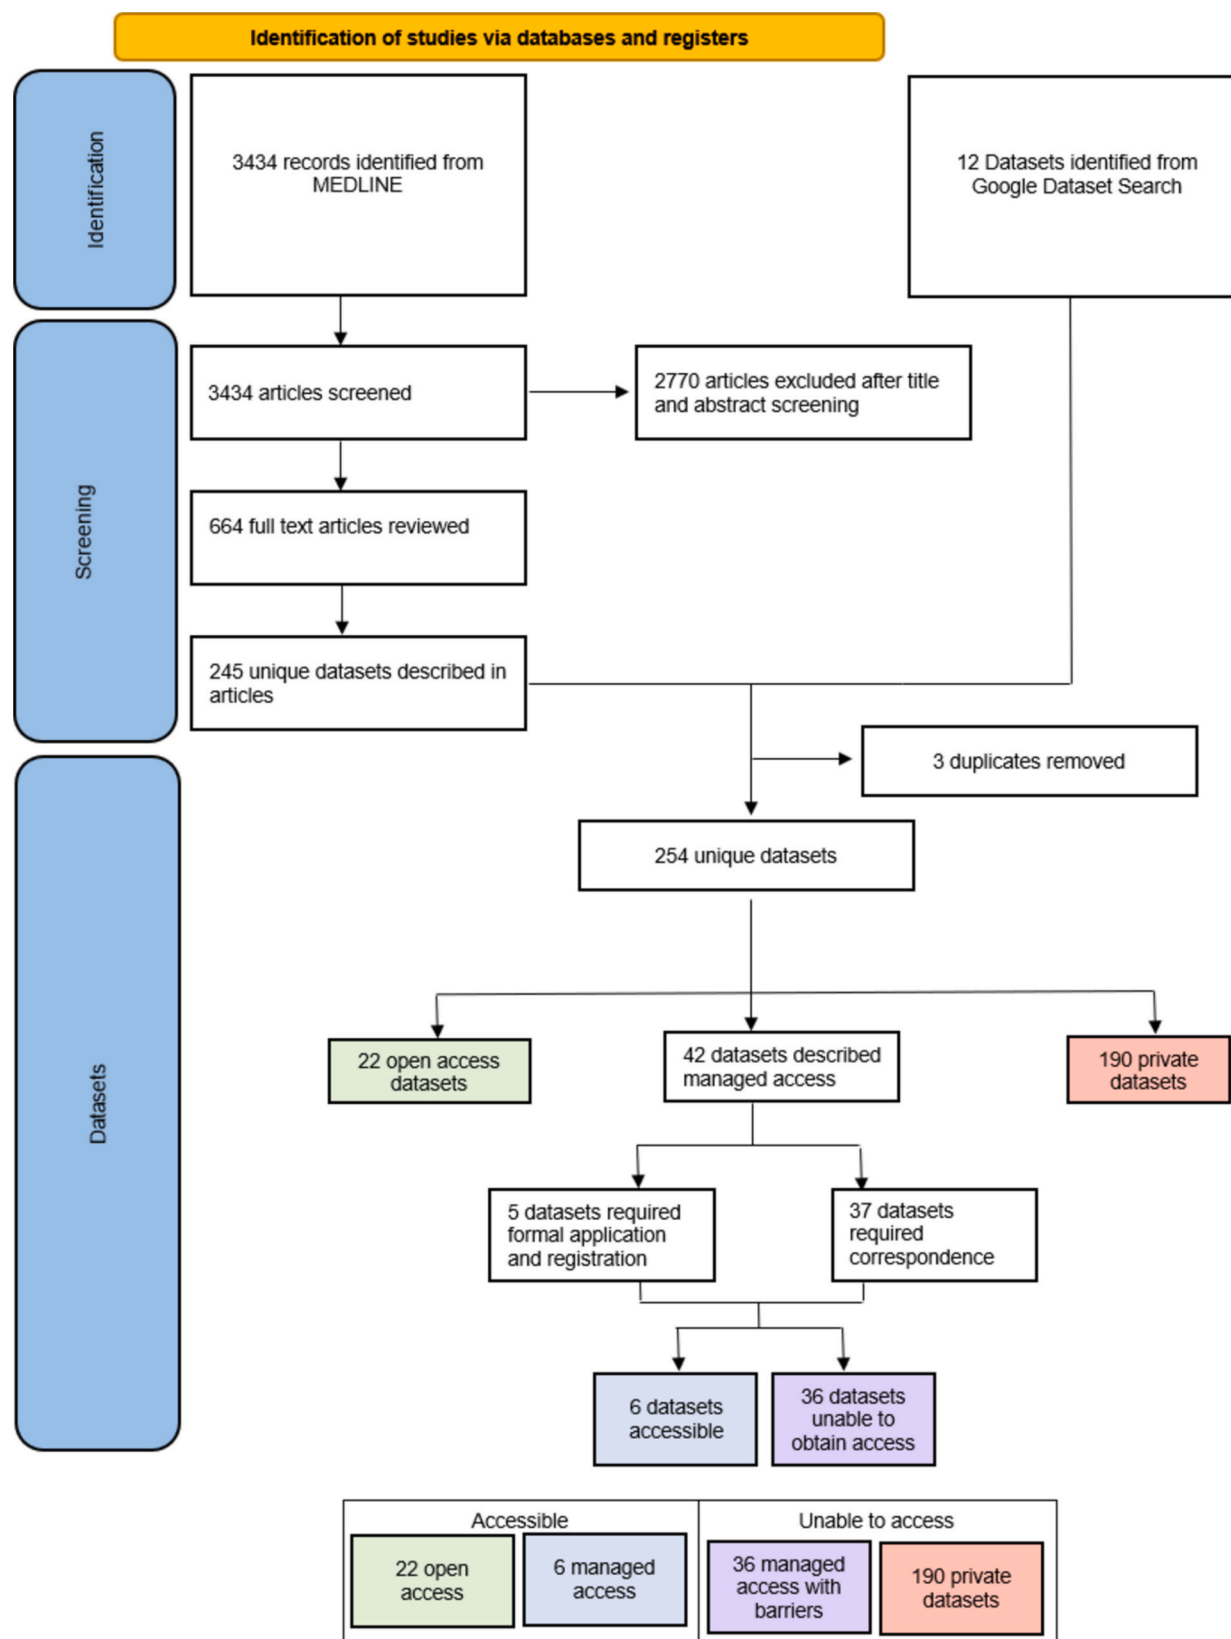 Identification of studies via databases and registers
Identification
3434 records identified from
MEDLINE
12 Datasets identified from
Google Dataset Search
Screening
3434 articles screened
2770 articles excluded after title
and abstract screening
664 full text articles reviewed
245 unique datasets described in
articles
3 duplicates removed
Datasets
254 unique datasets
22 open access
datasets
42 datasets described
managed access
190 private
datasets
5 datasets required
formal application
and registration
37 datasets
required
correspondence
6 datasets
accessible
36 datasets
unable to
obtain access
Accessible
Unable to access
22 open
access
6 managed
access
36 managed
access with
barriers
190 private
datasets